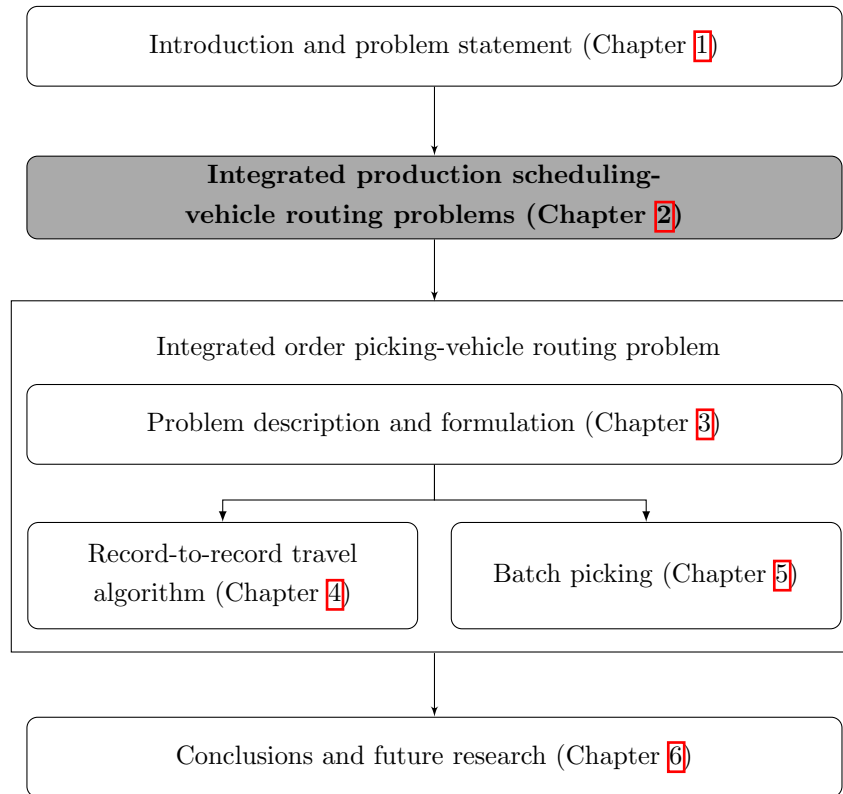 Introduction and problem statement (Chapter 1)
Integrated production scheduling-
vehicle routing problems (Chapter 2)
Integrated order picking-vehicle routing problem
Problem description and formulation (Chapter 3)
Record-to-record travel
algorithm (Chapter 4)
Batch picking (Chapter 5)
Conclusions and future research (Chapter 6)